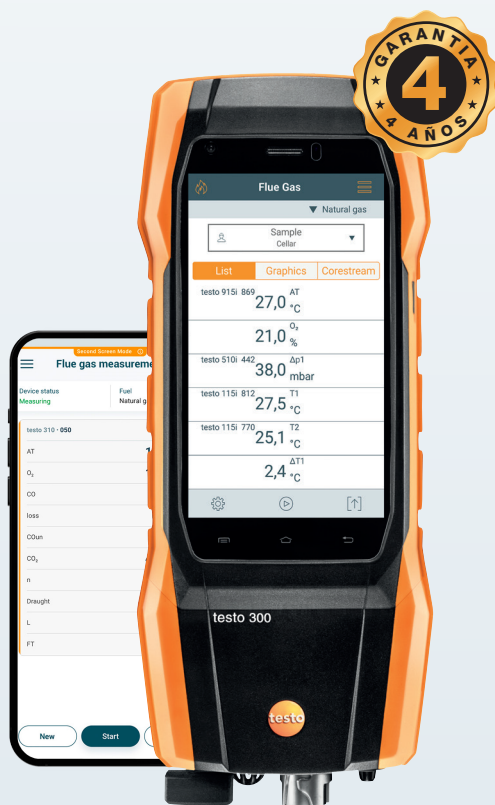 GARANTIA
4
4 AÑOS
Flue Gas
Natural gas
Sample
Cellar
List Graphics Corestream
testo 915i 869 27,0 AT °C
21,0 O₂ %
testo 510i 442 38,0 Δp1 mbar
testo 115i 812 27,5 T1 °C
testo 115i 770 25,1 T2 °C
2,4 ΔT1 °C
testo 300
testo
Second Screen Mode
Flue gas measureme
Device status Fuel
Measuring Natural g
testo 310 - 050
AT
O₂
CO
loss
COun
CO₂
n
Draught
L
FT
New Start